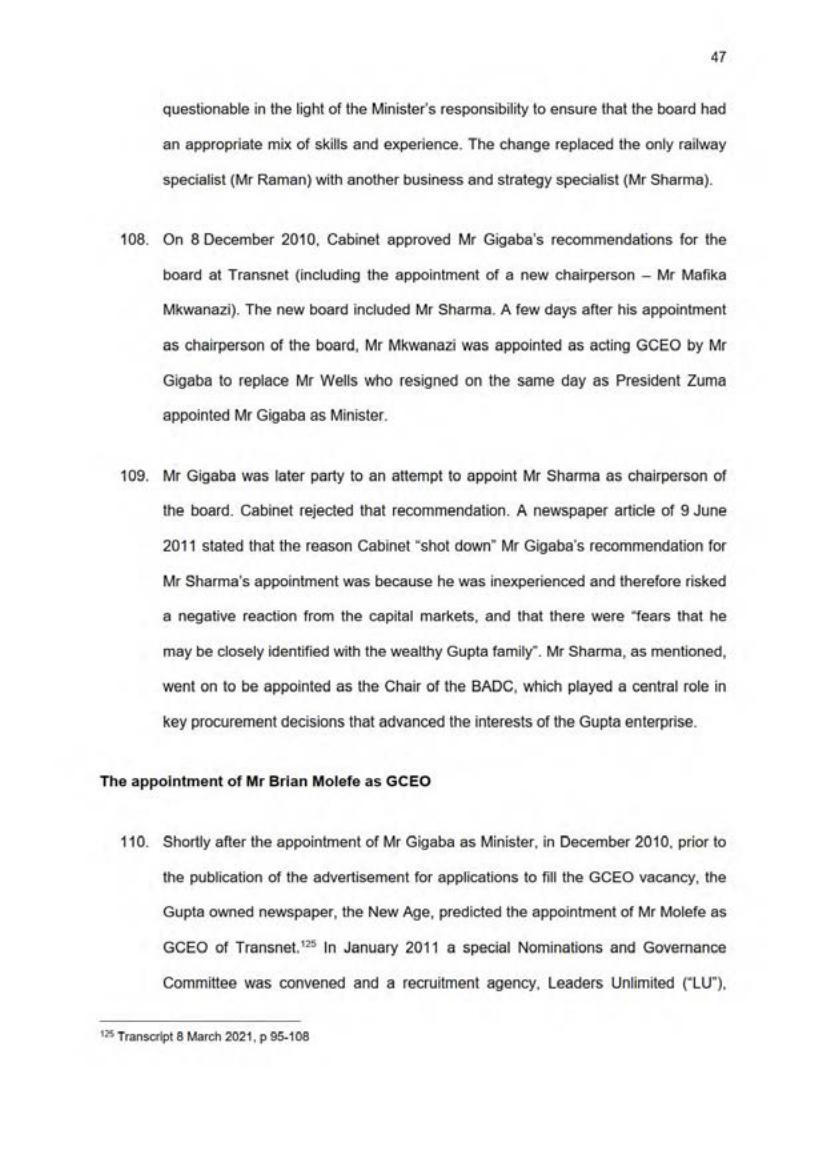 47
questionable in the light of the Minister's responsibility to ensure that the board had
an appropriate mix of skills and experience. The change replaced the only railway
specialist (Mr Raman) with another business and strategy specialist (Mr Sharma).
108. On 8 December 2010, Cabinet approved Mr Gigaba's recommendations for the
board at Transnet (including the appointment of a new chairperson – Mr Mafika
Mkwanazi). The new board included Mr Sharma. A few days after his appointment
as chairperson of the board, Mr Mkwanazi was appointed as acting GCEO by Mr
Gigaba to replace Mr Wells who resigned on the same day as President Zuma
appointed Mr Gigaba as Minister.
109. Mr Gigaba was later party to an attempt to appoint Mr Sharma as chairperson of
the board. Cabinet rejected that recommendation. A newspaper article of 9 June
2011 stated that the reason Cabinet "shot down" Mr Gigaba's recommendation for
Mr Sharma's appointment was because he was inexperienced and therefore risked
a negative reaction from the capital markets, and that there were "fears that he
may be closely identified with the wealthy Gupta family". Mr Sharma, as mentioned,
went on to be appointed as the Chair of the BADC, which played a central role in
key procurement decisions that advanced the interests of the Gupta enterprise.
The appointment of Mr Brian Molefe as GCEO
110. Shortly after the appointment of Mr Gigaba as Minister, in December 2010, prior to
the publication of the advertisement for applications to fill the GCEO vacancy, the
Gupta owned newspaper, the New Age, predicted the appointment of Mr Molefe as
GCEO of Transnet.125 In January 2011 a special Nominations and Governance
Committee was convened and a recruitment agency, Leaders Unlimited ("LU"),
125 Transcript 8 March 2021, p 95-108